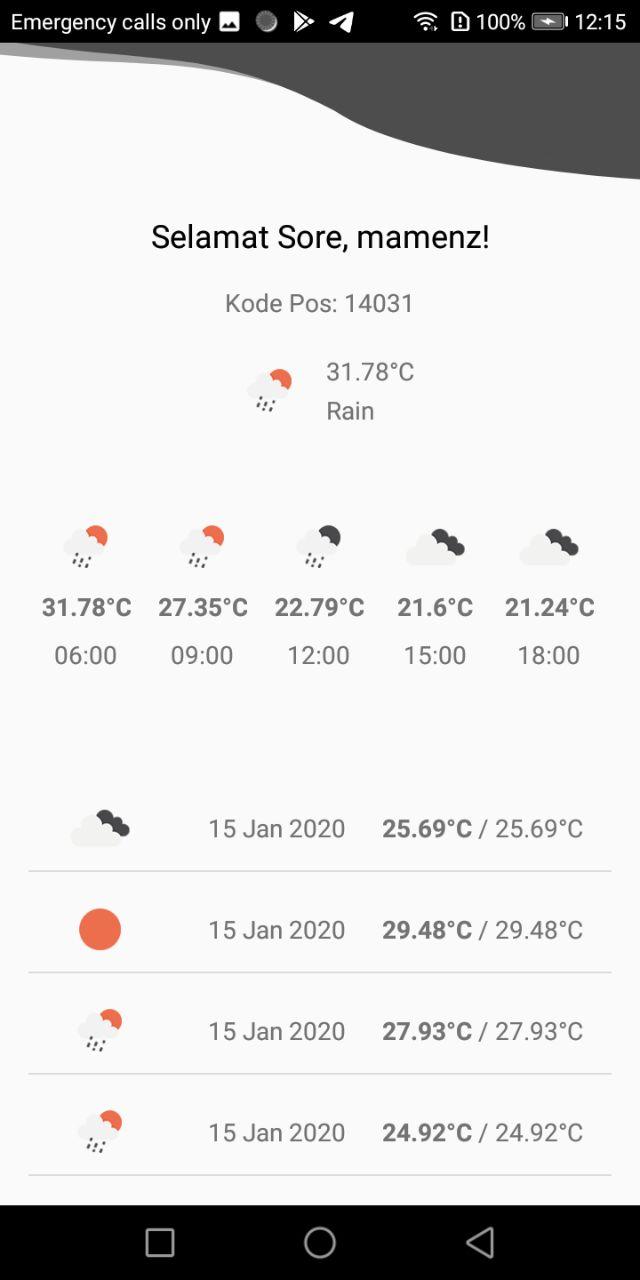 Emergency calls only 100% 12:15
Selamat Sore, mamenz!
Kode Pos: 14031
31.78°C
Rain
31.78°C 27.35°C 22.79°C 21.6°C 21.24°C
06:00 09:00 12:00 15:00 18:00
15 Jan 2020 25.69°C / 25.69°C
15 Jan 2020 29.48°C / 29.48°C
15 Jan 2020 27.93°C / 27.93°C
15 Jan 2020 24.92°C / 24.92°C